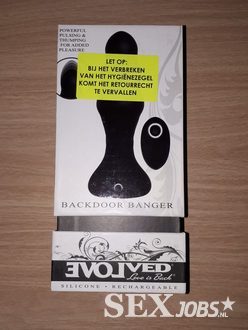 POWERFUL
PULSING &
THUMPING
FOR ADDED
PLEASURE
LET OP:
BIJ HET VERBREKEN
VAN HET HYGIËNEZEGEL
KOMT HET RETOURRECHT
TE VERVALLEN
BACKDOOR BANGER
EVOLVED
Love is Back
SILICONE • RECHARGEABLE
SEXJOBS.NL